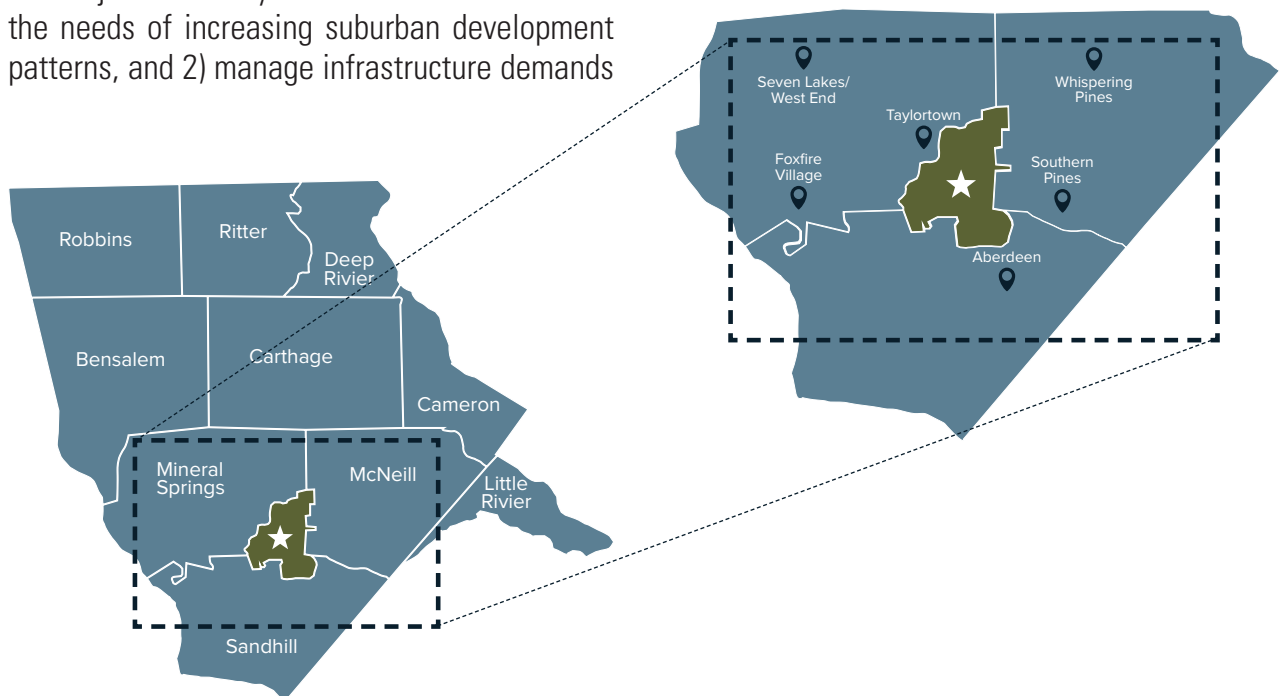 the needs of increasing suburban development
patterns, and 2) manage infrastructure demands
Seven Lakes/
West End
Whispering
Pines
Taylortown
Foxfire
Village
Southern
Pines
Aberdeen
Robbins
Ritter
Deep
Rivier
Bensalem
Carthage
Cameron
Mineral
Springs
McNeill
Little
Rivier
Sandhill